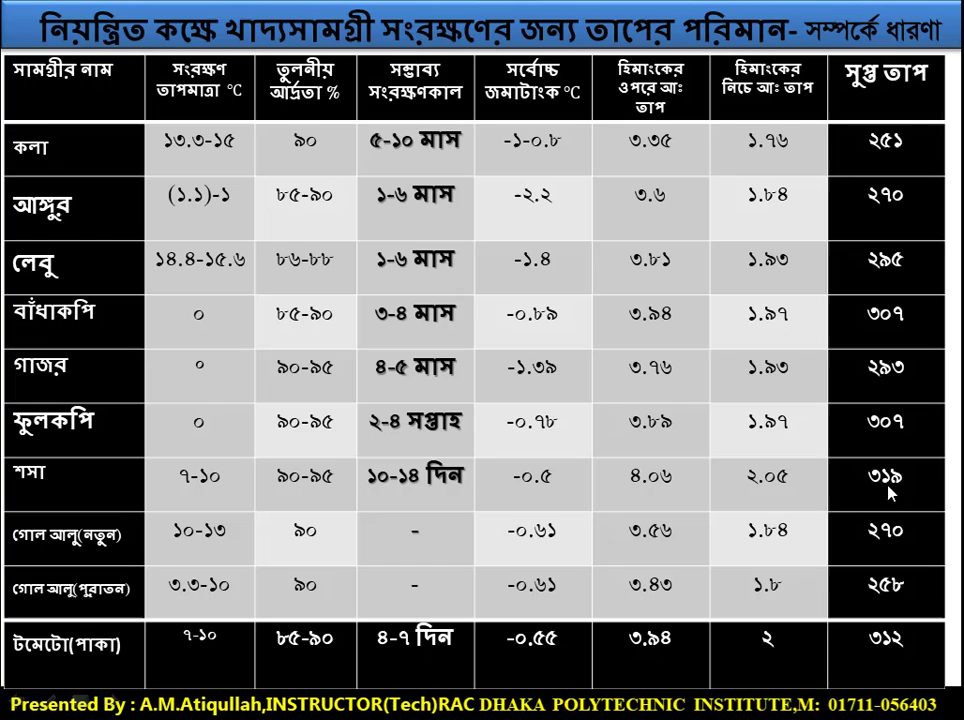 নিয়ন্ত্রিত কক্ষে খাদ্যসামগ্রী সংরক্ষণের জন্য তাপের পরিমান- সম্পর্কে ধারণা
সামগ্রীর নাম সংরক্ষণ তাপমাত্রা °C তুলনীয় আর্দ্রতা % সম্ভাব্য সংরক্ষণকাল সর্বোচ্চ জমাটাংক °C হিমাংকের ওপরে আঃ তাপ হিমাংকের নিচে আঃ তাপ সুপ্ত তাপ
কলা ১৩.৩-১৫ ৯০ ৫-১০ মাস -১-০.৮ ৩.৩৫ ১.৭৬ ২৫১
আঙ্গুর (১.১)-১ ৮৫-৯০ ১-৬ মাস -২.২ ৩.৬ ১.৮৪ ২৭০
লেবু ১৪.৪-১৫.৬ ৮৬-৮৮ ১-৬ মাস -১.৪ ৩.৮১ ১.৯৩ ২৯৫
বাঁধাকপি ০ ৮৫-৯০ ৩-৪ মাস -০.৮৯ ৩.৯৪ ১.৯৭ ৩০৭
গাজর ০ ৯০-৯৫ ৪-৫ মাস -১.৩৯ ৩.৭৬ ১.৯৩ ২৯৩
ফুলকপি ০ ৯০-৯৫ ২-৪ সপ্তাহ -০.৭৮ ৩.৮৯ ১.৯৭ ৩০৭
শসা ৭-১০ ৯০-৯৫ ১০-১৪ দিন -০.৫ ৪.০৬ ২.০৫ ৩১৯
গোল আলু(নতুন) ১০-১৩ ৯০ - -০.৬১ ৩.৫৬ ১.৮৪ ২৭০
গোল আলু(পুরাতন) ৩.৩-১০ ৯০ - -০.৬১ ৩.৪৩ ১.৮ ২৫৮
টমেটো(পাকা) ৭-১০ ৮৫-৯০ ৪-৭ দিন -০.৫৫ ৩.৯৪ ২ ৩১২
Presented By : A.M.Atiqullah,INSTRUCTOR(Tech)RAC DHAKA POLYTECHNIC INSTITUTE,M: 01711-056403